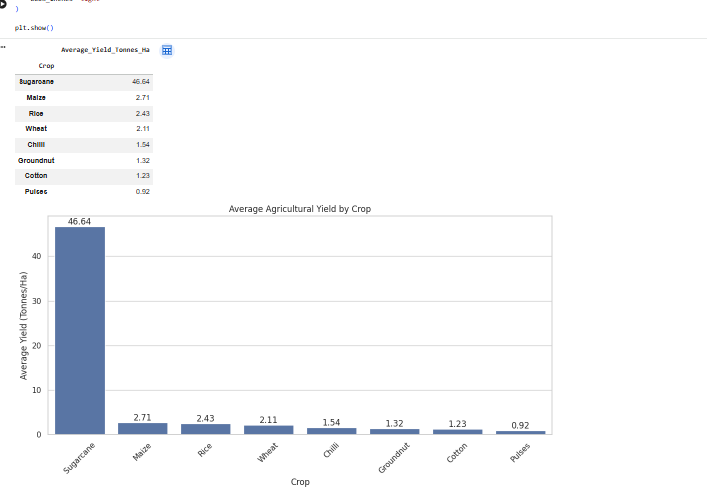 )
plt.show()
Average_Yield_Tonnes_Ha
Crop
Sugarcane 46.64
Maize 2.71
Rice 2.43
Wheat 2.11
Chilli 1.54
Groundnut 1.32
Cotton 1.23
Pulses 0.92
Average Agricultural Yield by Crop
46.64
40
30
20
10
0
Average Yield (Tonnes/Ha)
2.71
2.43
2.11
1.54
1.32
1.23
0.92
Sugarcane
Maize
Rice
Wheat
Chilli
Groundnut
Cotton
Pulses
Crop